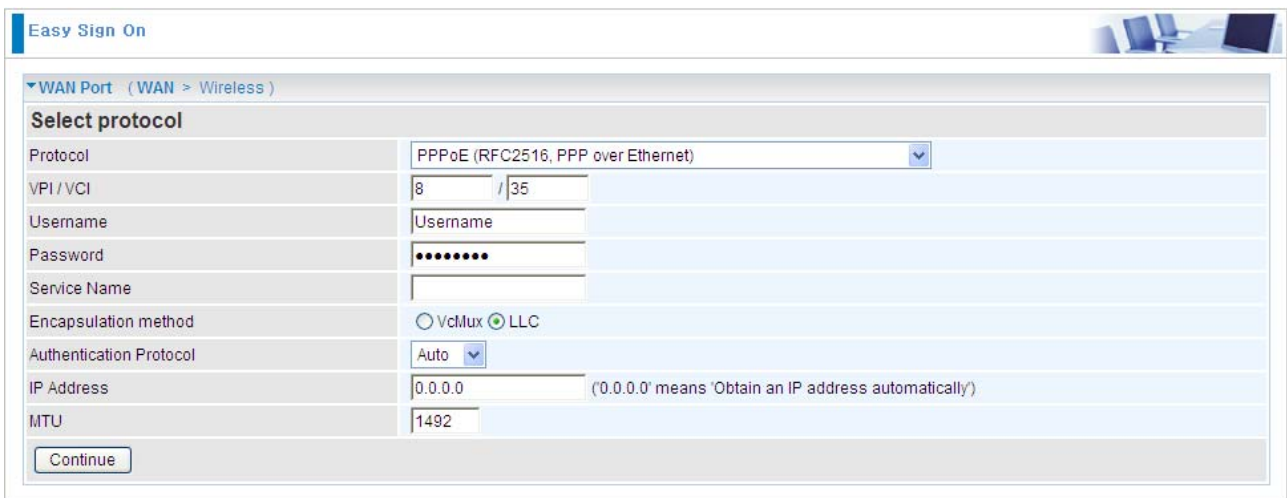 Easy Sign On
WAN Port ( WAN > Wireless )
Select protocol
Protocol PPPoE (RFC2516, PPP over Ethernet)
VPI / VCI 8 / 35
Username Username
Password ••••••••
Service Name
Encapsulation method VcMux LLC
Authentication Protocol Auto
IP Address 0.0.0.0 ('0.0.0.0' means 'Obtain an IP address automatically')
MTU 1492
Continue